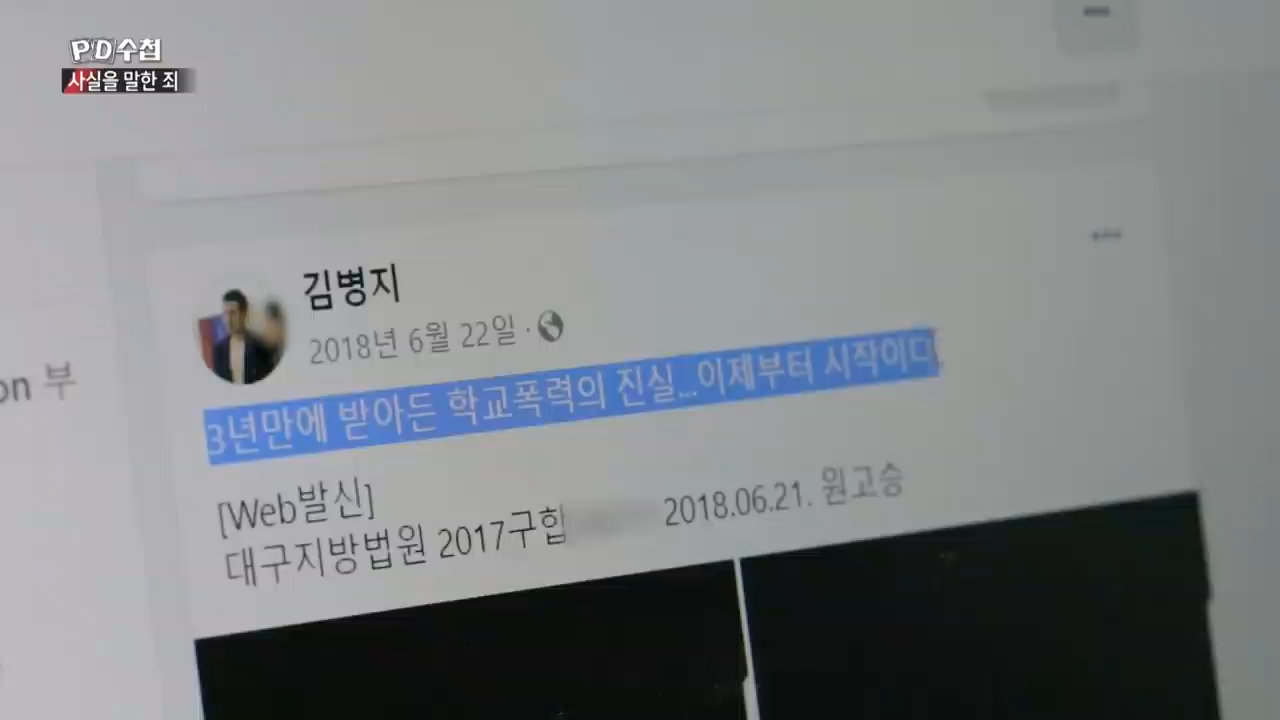 PD수첩
사실을 말한 죄
김병지
2018년 6월 22일 ·
on 부
3년만에 받아든 학교폭력의 진실...이제부터 시작이다.
[Web발신]
대구지방법원 2017구합 2018.06.21. 원고승